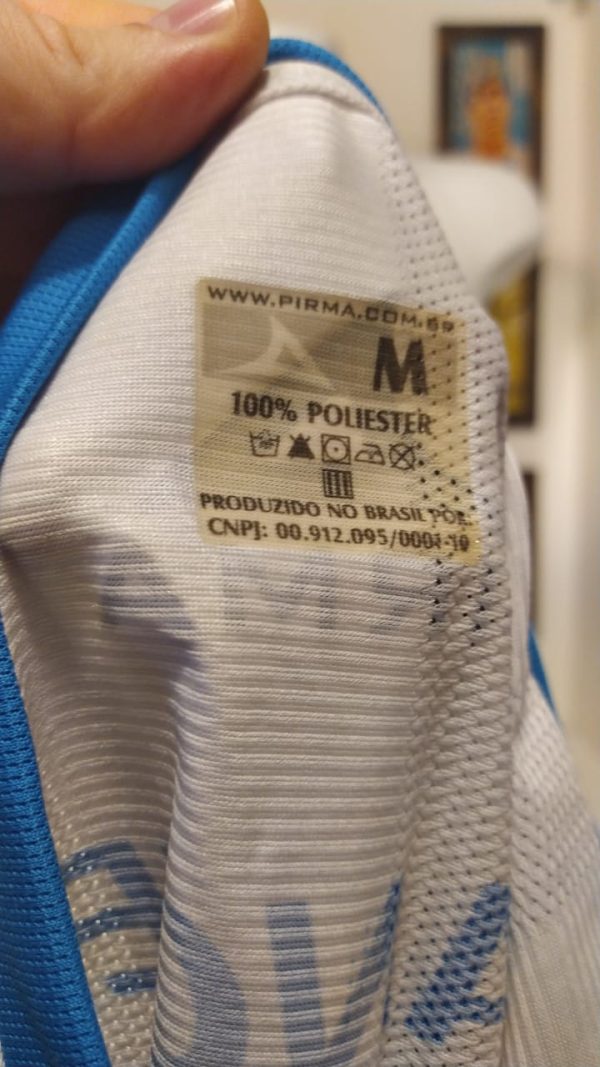 WWW.PIRMA.COM.BR
M
100% POLIESTER
PRODUZIDO NO BRASIL POR:
CNPJ: 00.912.095/0001-10